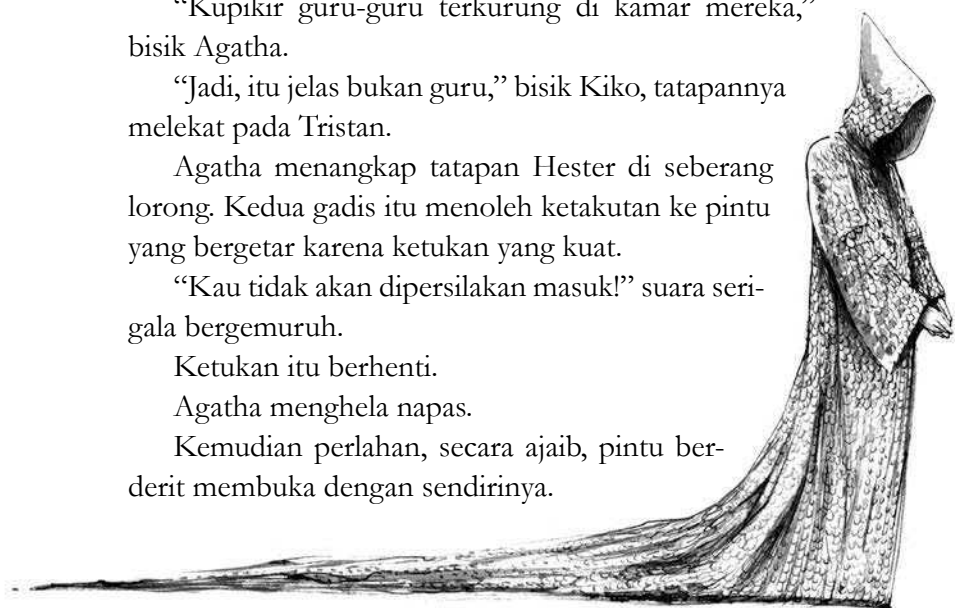 “Kupikir guru-guru terkurung di kamar mereka,”
bisik Agatha.
“Jadi, itu jelas bukan guru,” bisik Kiko, tatapannya
melekat pada Tristan.
Agatha menangkap tatapan Hester di seberang
lorong. Kedua gadis itu menoleh ketakutan ke pintu
yang bergetar karena ketukan yang kuat.
“Kau tidak akan dipersilakan masuk!” suara seri-
gala bergemuruh.
Ketukan itu berhenti.
Agatha menghela napas.
Kemudian perlahan, secara ajaib, pintu ber-
derit membuka dengan sendirinya.